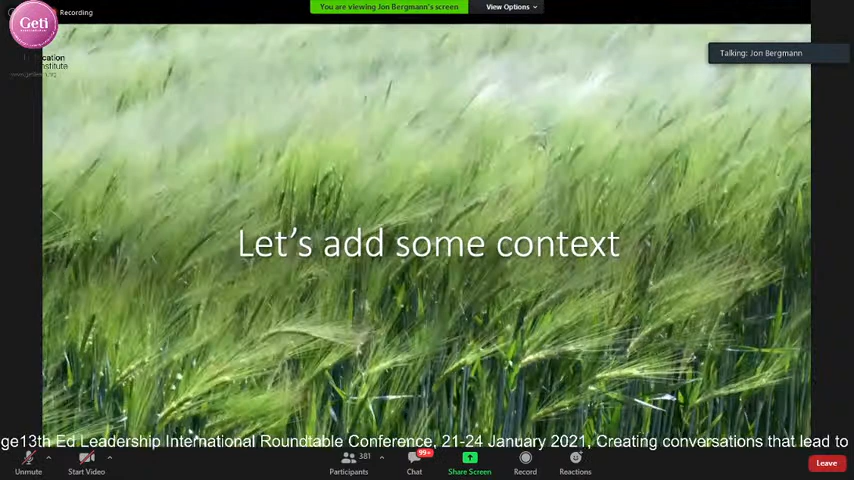 You are viewing Jon Bergmann's screen
View Options
Recording
Geti
Talking: Jon Bergmann
Let's add some context
ge13th Ed Leadership International Roundtable Conference, 21-24 January 2021, Creating conversations that lead to
Unmute
Start Video
Participants
381
Chat
99+
Share Screen
Record
Reactions
Leave